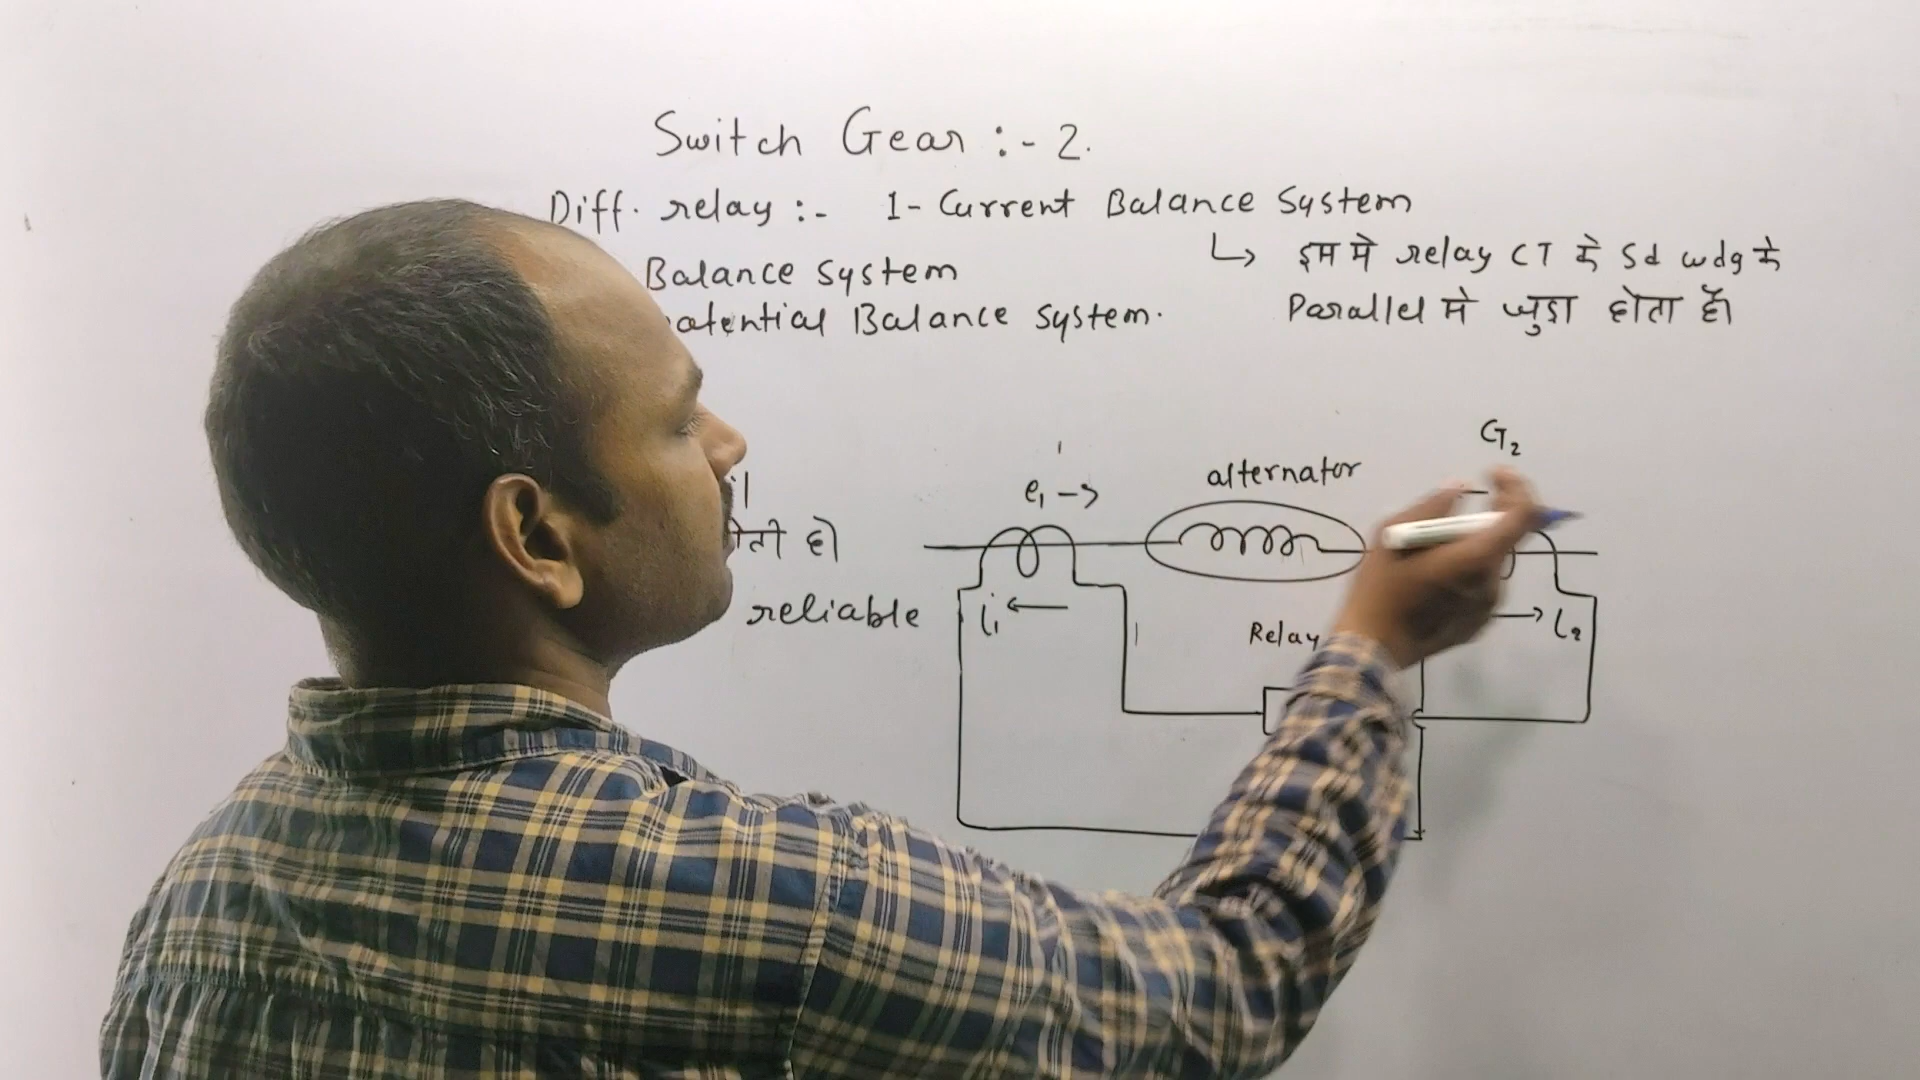 Switch Gear :- 2.
Diff. relay :- 1- Current Balance System
↳ इस मे relay CT के Sd wdg के
Parallel मे जुडा होता है।
Balance System
potential Balance system.
G₂
alternator
e₁ →
हो
reliable
i₁ ←
→ i₂
Relay